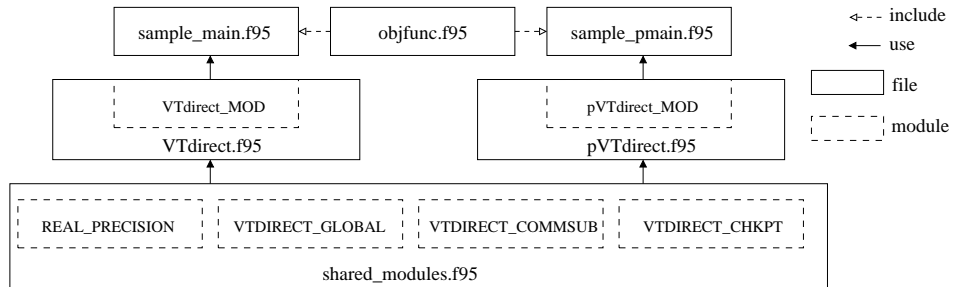 sample_main.f95
objfunc.f95
sample_pmain.f95
include
use
file
module
VTdirect_MOD
VTdirect.f95
pVTdirect_MOD
pVTdirect.f95
REAL_PRECISION
VTDIRECT_GLOBAL
VTDIRECT_COMMSUB
VTDIRECT_CHKPT
shared_modules.f95